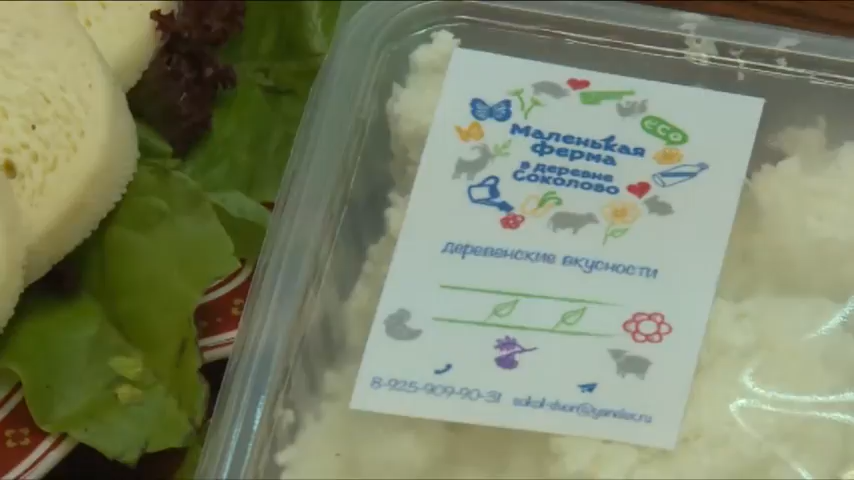 eco
Маленькая
ферма
в деревне
Соколово
деревенские вкусности
8-925-909-90-31 sokol-dvor@yandex.ru